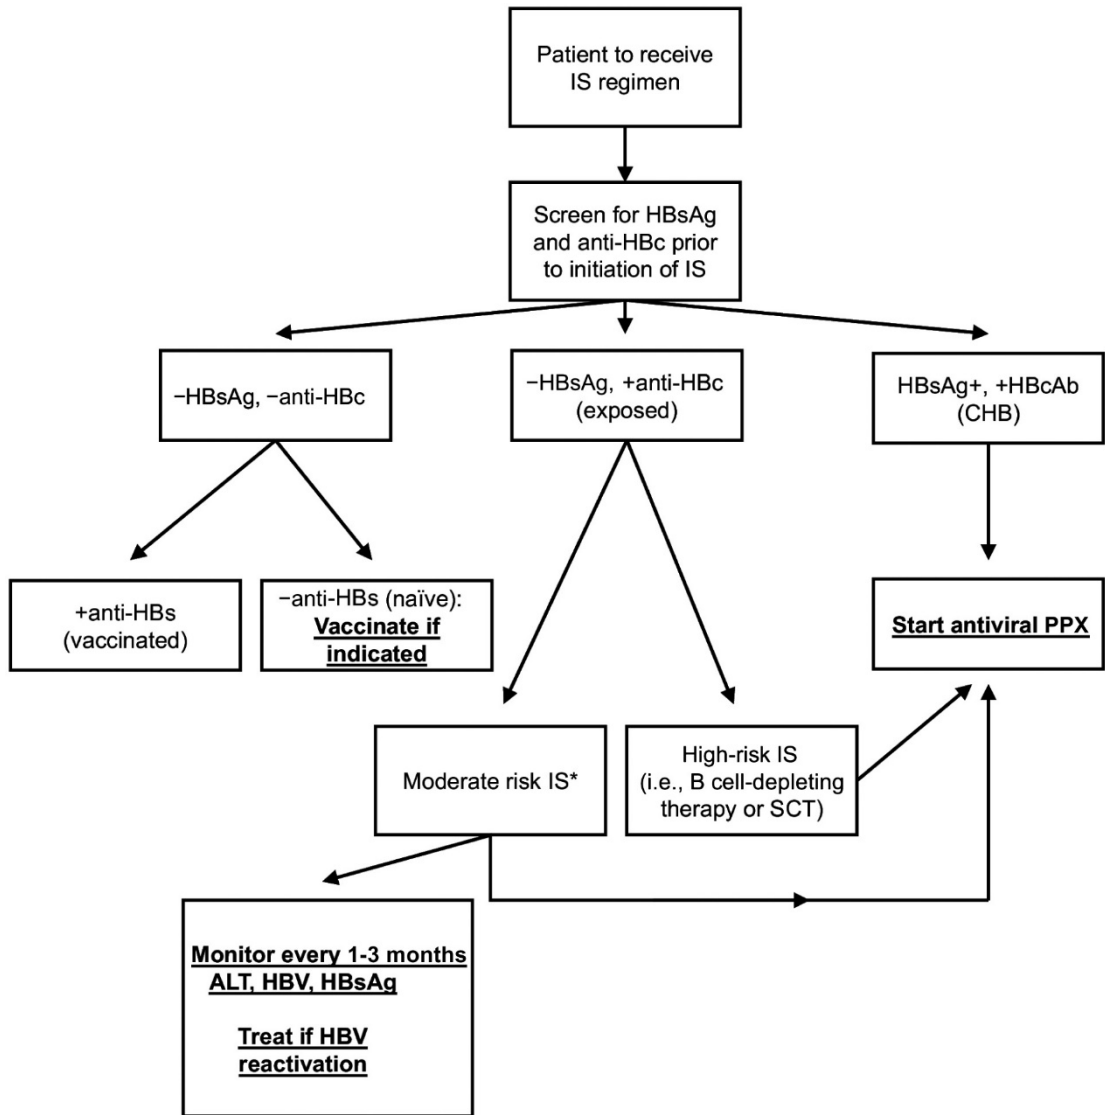 Patient to receive
IS regimen
Screen for HBsAg
and anti-HBc prior
to initiation of IS
−HBsAg, −anti-HBc
−HBsAg, +anti-HBc
(exposed)
HBsAg+, +HBcAb
(CHB)
+anti-HBs
(vaccinated)
−anti-HBs (naïve):
Vaccinate if
indicated
Start antiviral PPX
Moderate risk IS*
High-risk IS
(i.e., B cell-depleting
therapy or SCT)
Monitor every 1-3 months
ALT, HBV, HBsAg
Treat if HBV
reactivation